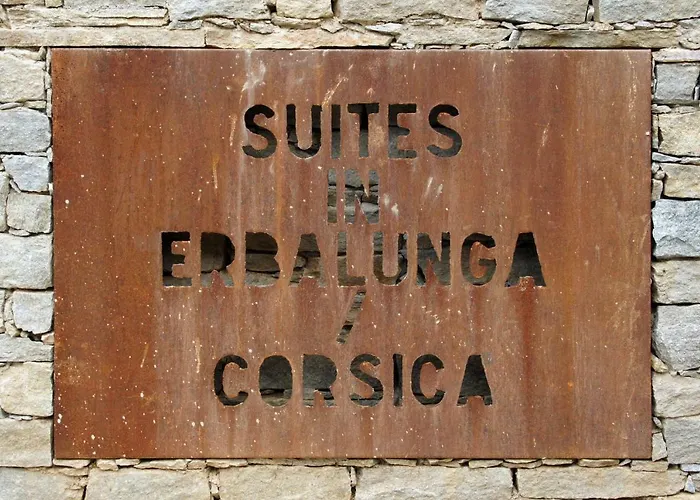 SUITES
IN
ERBALUNGA
/
CORSICA